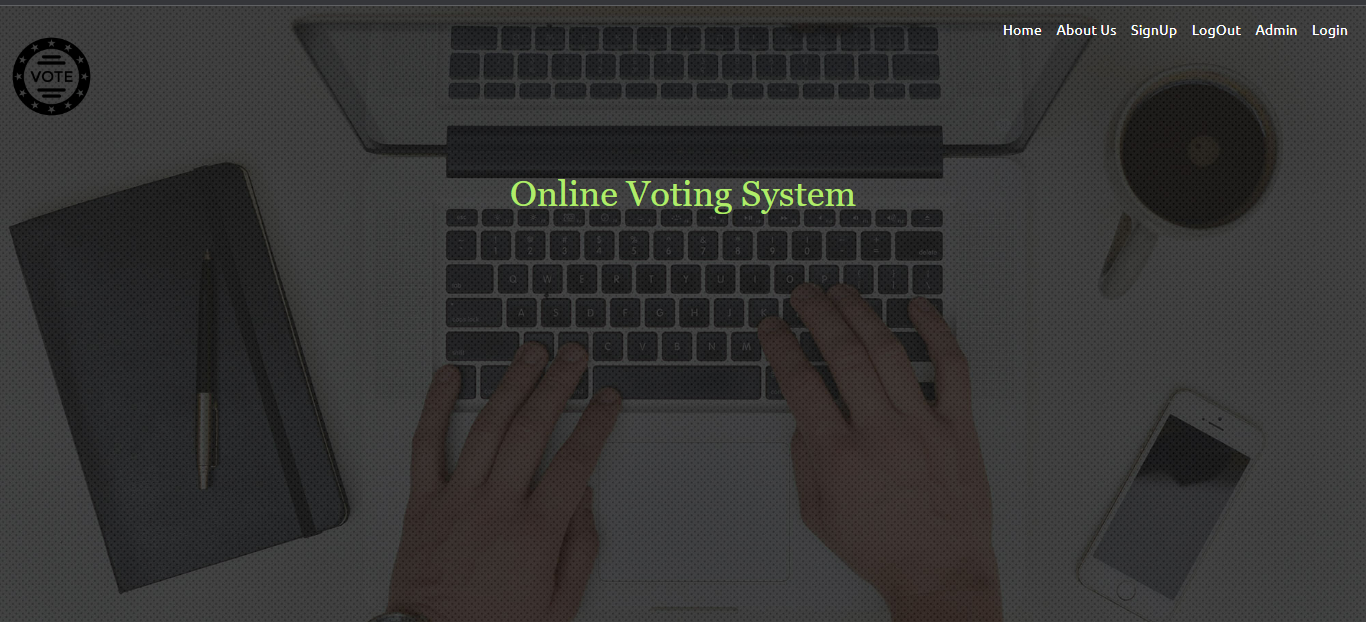 Home About Us SignUp LogOut Admin Login
VOTE
Online Voting System
Q W E R T Y U I O P
A S D F G H J K
C V B N M